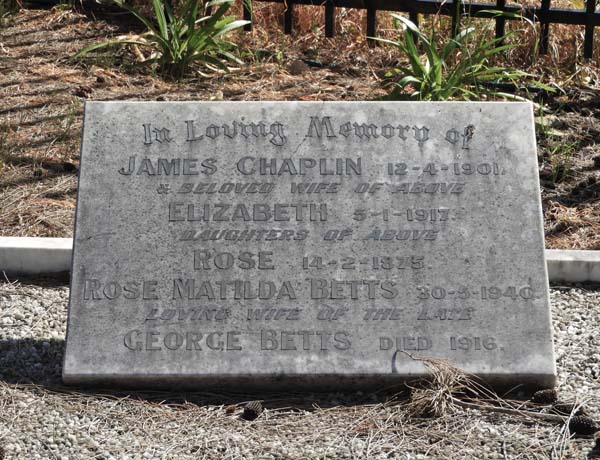 In Loving Memory of
JAMES CHAPLIN 12-4-1901.
& BELOVED WIFE OF ABOVE
ELIZABETH 5-1-1917.
DAUGHTERS OF ABOVE
ROSE 14-2-1875.
ROSE MATILDA BETTS 30-5-1940.
LOVING WIFE OF THE LATE
GEORGE BETTS DIED 1916.